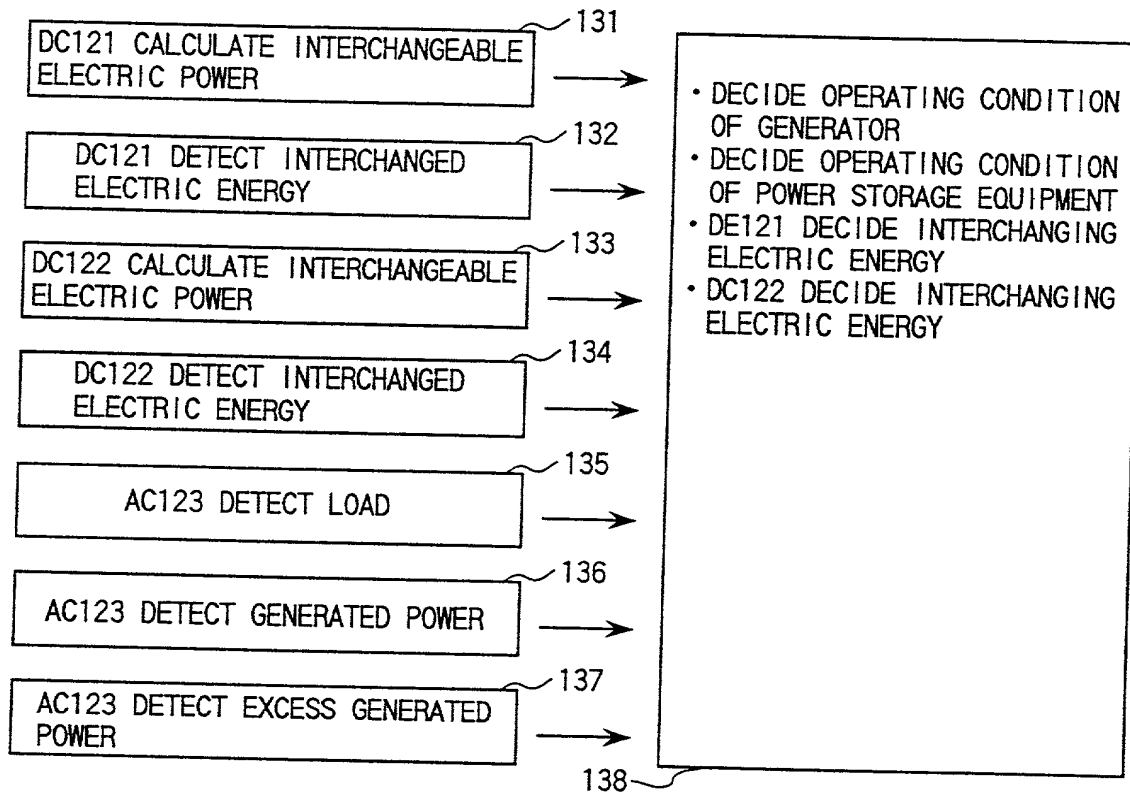 131
DC121 CALCULATE INTERCHANGEABLE
ELECTRIC POWER
132
DC121 DETECT INTERCHANGED
ELECTRIC ENERGY
133
DC122 CALCULATE INTERCHANGEABLE
ELECTRIC POWER
134
DC122 DETECT INTERCHANGED
ELECTRIC ENERGY
135
AC123 DETECT LOAD
136
AC123 DETECT GENERATED POWER
137
AC123 DETECT EXCESS GENERATED
POWER
・DECIDE OPERATING CONDITION
OF GENERATOR
・DECIDE OPERATING CONDITION
OF POWER STORAGE EQUIPMENT
・DE121 DECIDE INTERCHANGING
ELECTRIC ENERGY
・DC122 DECIDE INTERCHANGING
ELECTRIC ENERGY
138